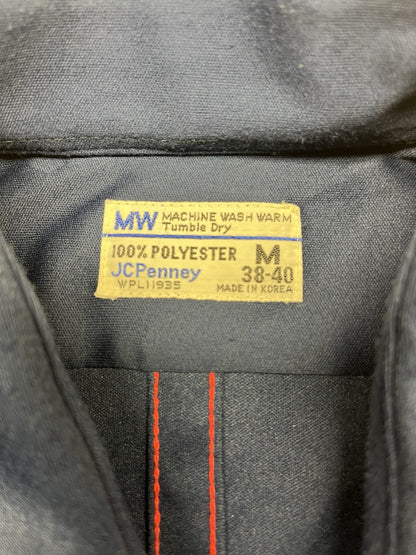 MW MACHINE WASH WARM
Tumble Dry
100% POLYESTER M
JCPenney 38-40
WPL11935 MADE IN KOREA